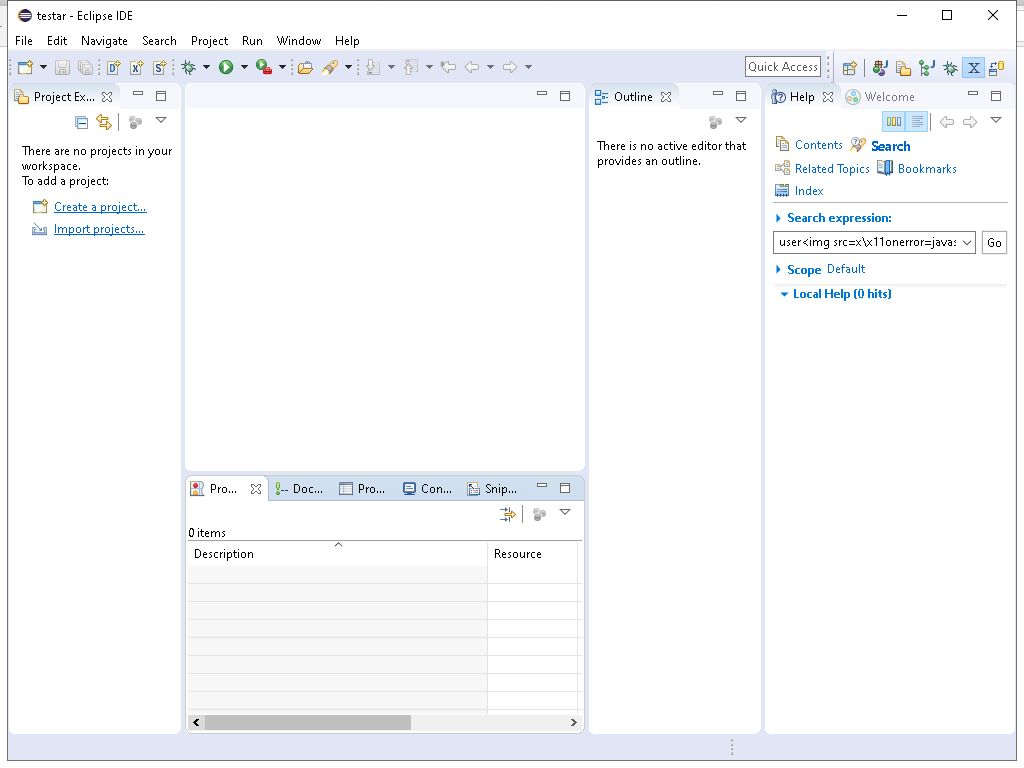 testar - Eclipse IDE
File Edit Navigate Search Project Run Window Help
Quick Access
Project Ex...
There are no projects in your
workspace.
To add a project:
Create a project...
Import projects...
Outline
There is no active editor that
provides an outline.
Help Welcome
Contents Search
Related Topics Bookmarks
Index
Search expression:
user<img src=x\x11onerror=javas Go
Scope Default
Local Help (0 hits)
Pro... Doc... Pro... Con... Snip...
0 items
Description Resource